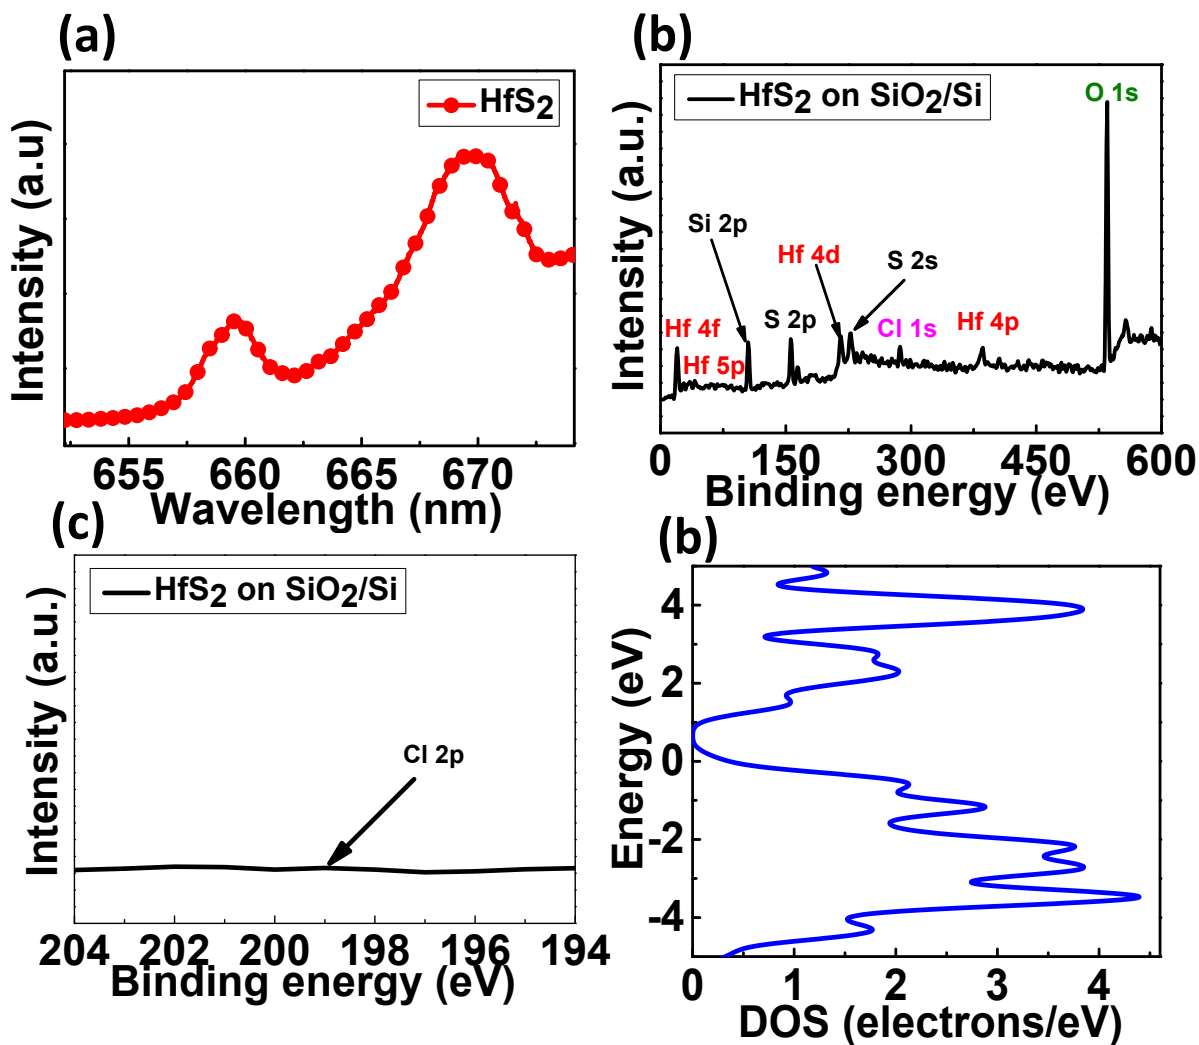 (a)
HfS2
Intensity (a.u)
655 660 665 670
Wavelength (nm)
(b)
HfS2 on SiO2/Si
O 1s
Si 2p
Hf 4d
S 2s
Hf 4f
Hf 5p
S 2p
Cl 1s
Hf 4p
Intensity (a.u.)
0 150 300 450 600
Binding energy (eV)
(c)
HfS2 on SiO2/Si
Cl 2p
Intensity (a.u.)
204 202 200 198 196 194
Binding energy (eV)
(b)
4
2
0
-2
-4
Energy (eV)
0 1 2 3 4
DOS (electrons/eV)